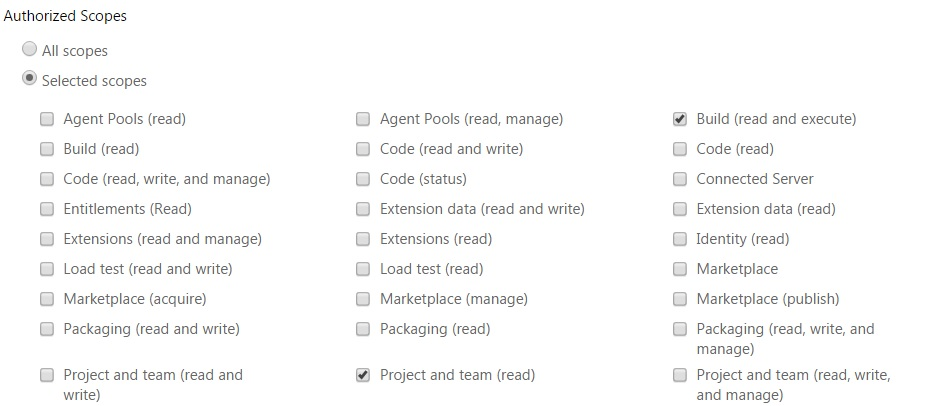 Authorized Scopes
All scopes
Selected scopes
Agent Pools (read)
Agent Pools (read, manage)
Build (read and execute)
Build (read)
Code (read and write)
Code (read)
Code (read, write, and manage)
Code (status)
Connected Server
Entitlements (Read)
Extension data (read and write)
Extension data (read)
Extensions (read and manage)
Extensions (read)
Identity (read)
Load test (read and write)
Load test (read)
Marketplace
Marketplace (acquire)
Marketplace (manage)
Marketplace (publish)
Packaging (read and write)
Packaging (read)
Packaging (read, write, and
manage)
Project and team (read and
write)
Project and team (read)
Project and team (read, write,
and manage)